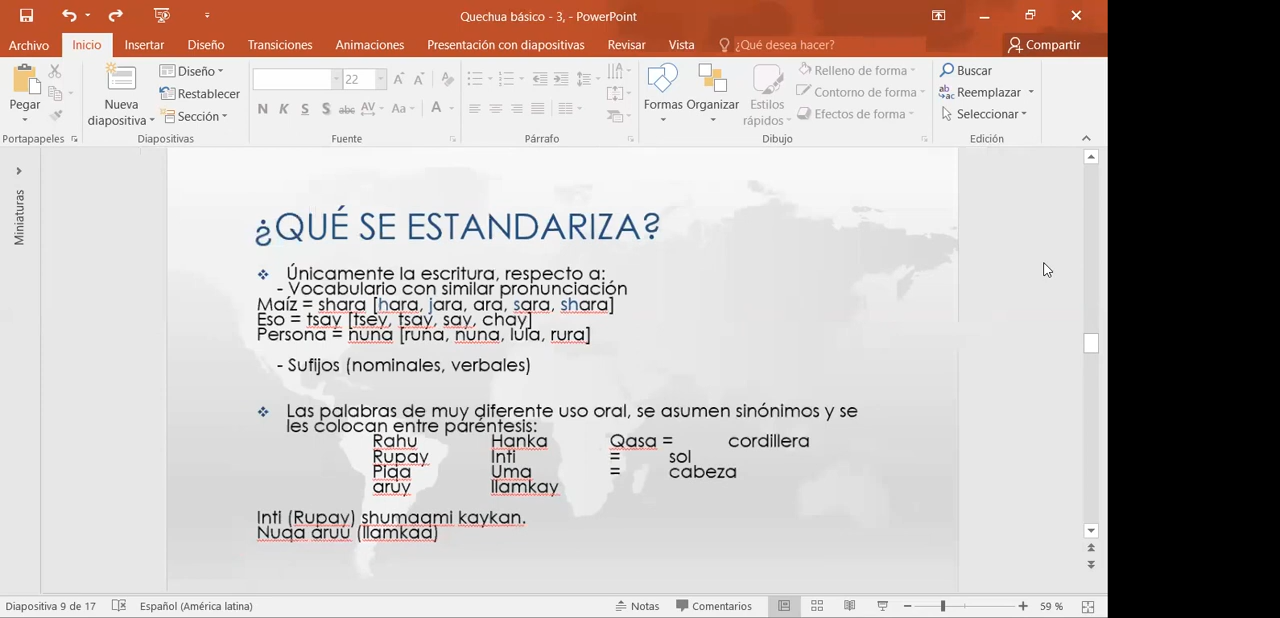 Quechua básico - 3, - PowerPoint
Archivo Inicio Insertar Diseño Transiciones Animaciones Presentación con diapositivas Revisar Vista ¿Qué desea hacer? Compartir
Pegar
Nueva diapositiva
Diseño
Restablecer
Sección
22
N K S S abc AV Aa A
Formas Organizar Estilos rápidos
Relleno de forma
Contorno de forma
Efectos de forma
Buscar
Reemplazar
Seleccionar
Portapapeles Diapositivas Fuente Párrafo Dibujo Edición
Miniaturas
¿QUÉ SE ESTANDARIZA?
Únicamente la escritura, respecto a:
- Vocabulario con similar pronunciación
Maíz = shara [hara, jara, ara, sara, shara]
Eso = tsay [tsey, tsay, say, chay]
Persona = nuna [runa, nuna, lula, rura]
- Sufijos (nominales, verbales)
Las palabras de muy diferente uso oral, se asumen sinónimos y se
les colocan entre paréntesis:
Rahu Hanka Qasa = cordillera
Rupay Inti = sol
Piqa Uma = cabeza
aruy llamkay
Inti (Rupay) shumaqmi kaykan.
Nuqa aruu (llamkaa)
Diapositiva 9 de 17 Español (América latina) Notas Comentarios 59 %